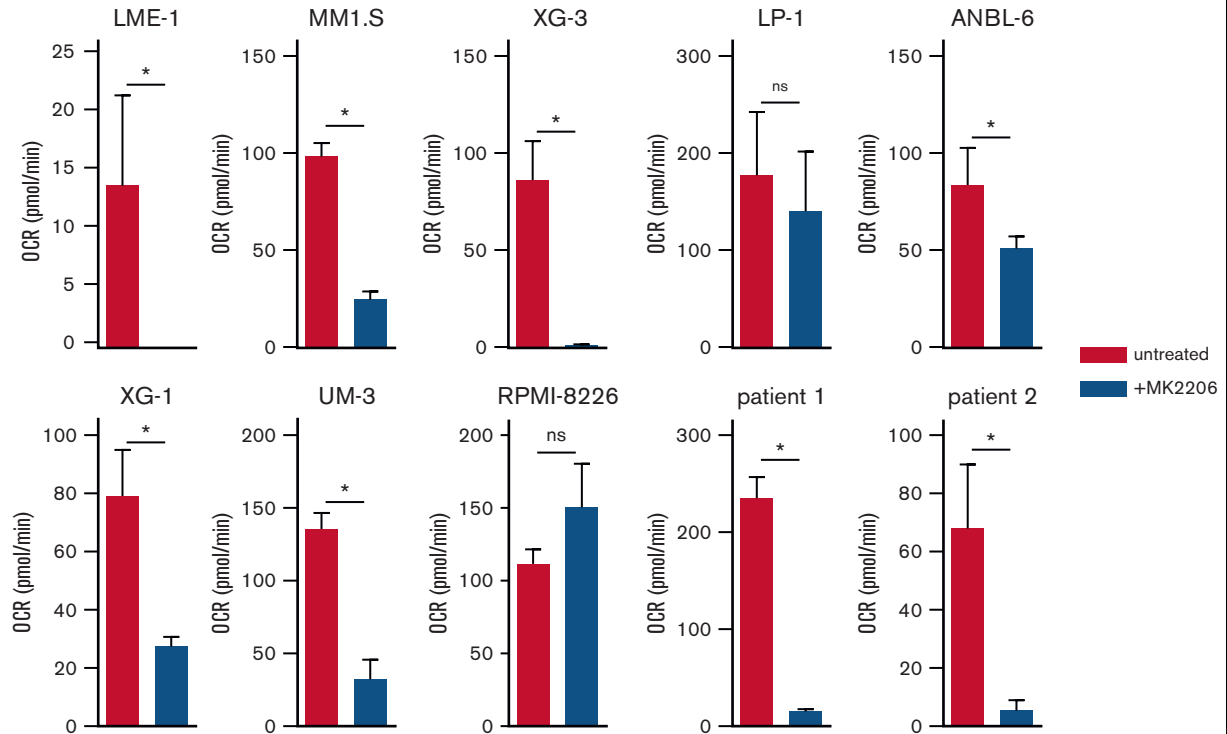 LME-1
MM1.S
XG-3
LP-1
ANBL-6
OCR (pmol/min)
25
20
15
10
5
0
*
OCR (pmol/min)
150
100
50
0
*
OCR (pmol/min)
150
100
50
0
*
OCR (pmol/min)
300
200
100
0
ns
OCR (pmol/min)
150
100
50
0
*
untreated
+MK2206
XG-1
UM-3
RPMI-8226
patient 1
patient 2
OCR (pmol/min)
100
80
60
40
20
0
*
OCR (pmol/min)
200
150
100
50
0
*
OCR (pmol/min)
200
150
100
50
0
ns
OCR (pmol/min)
300
200
100
0
*
OCR (pmol/min)
100
80
60
40
20
0
*